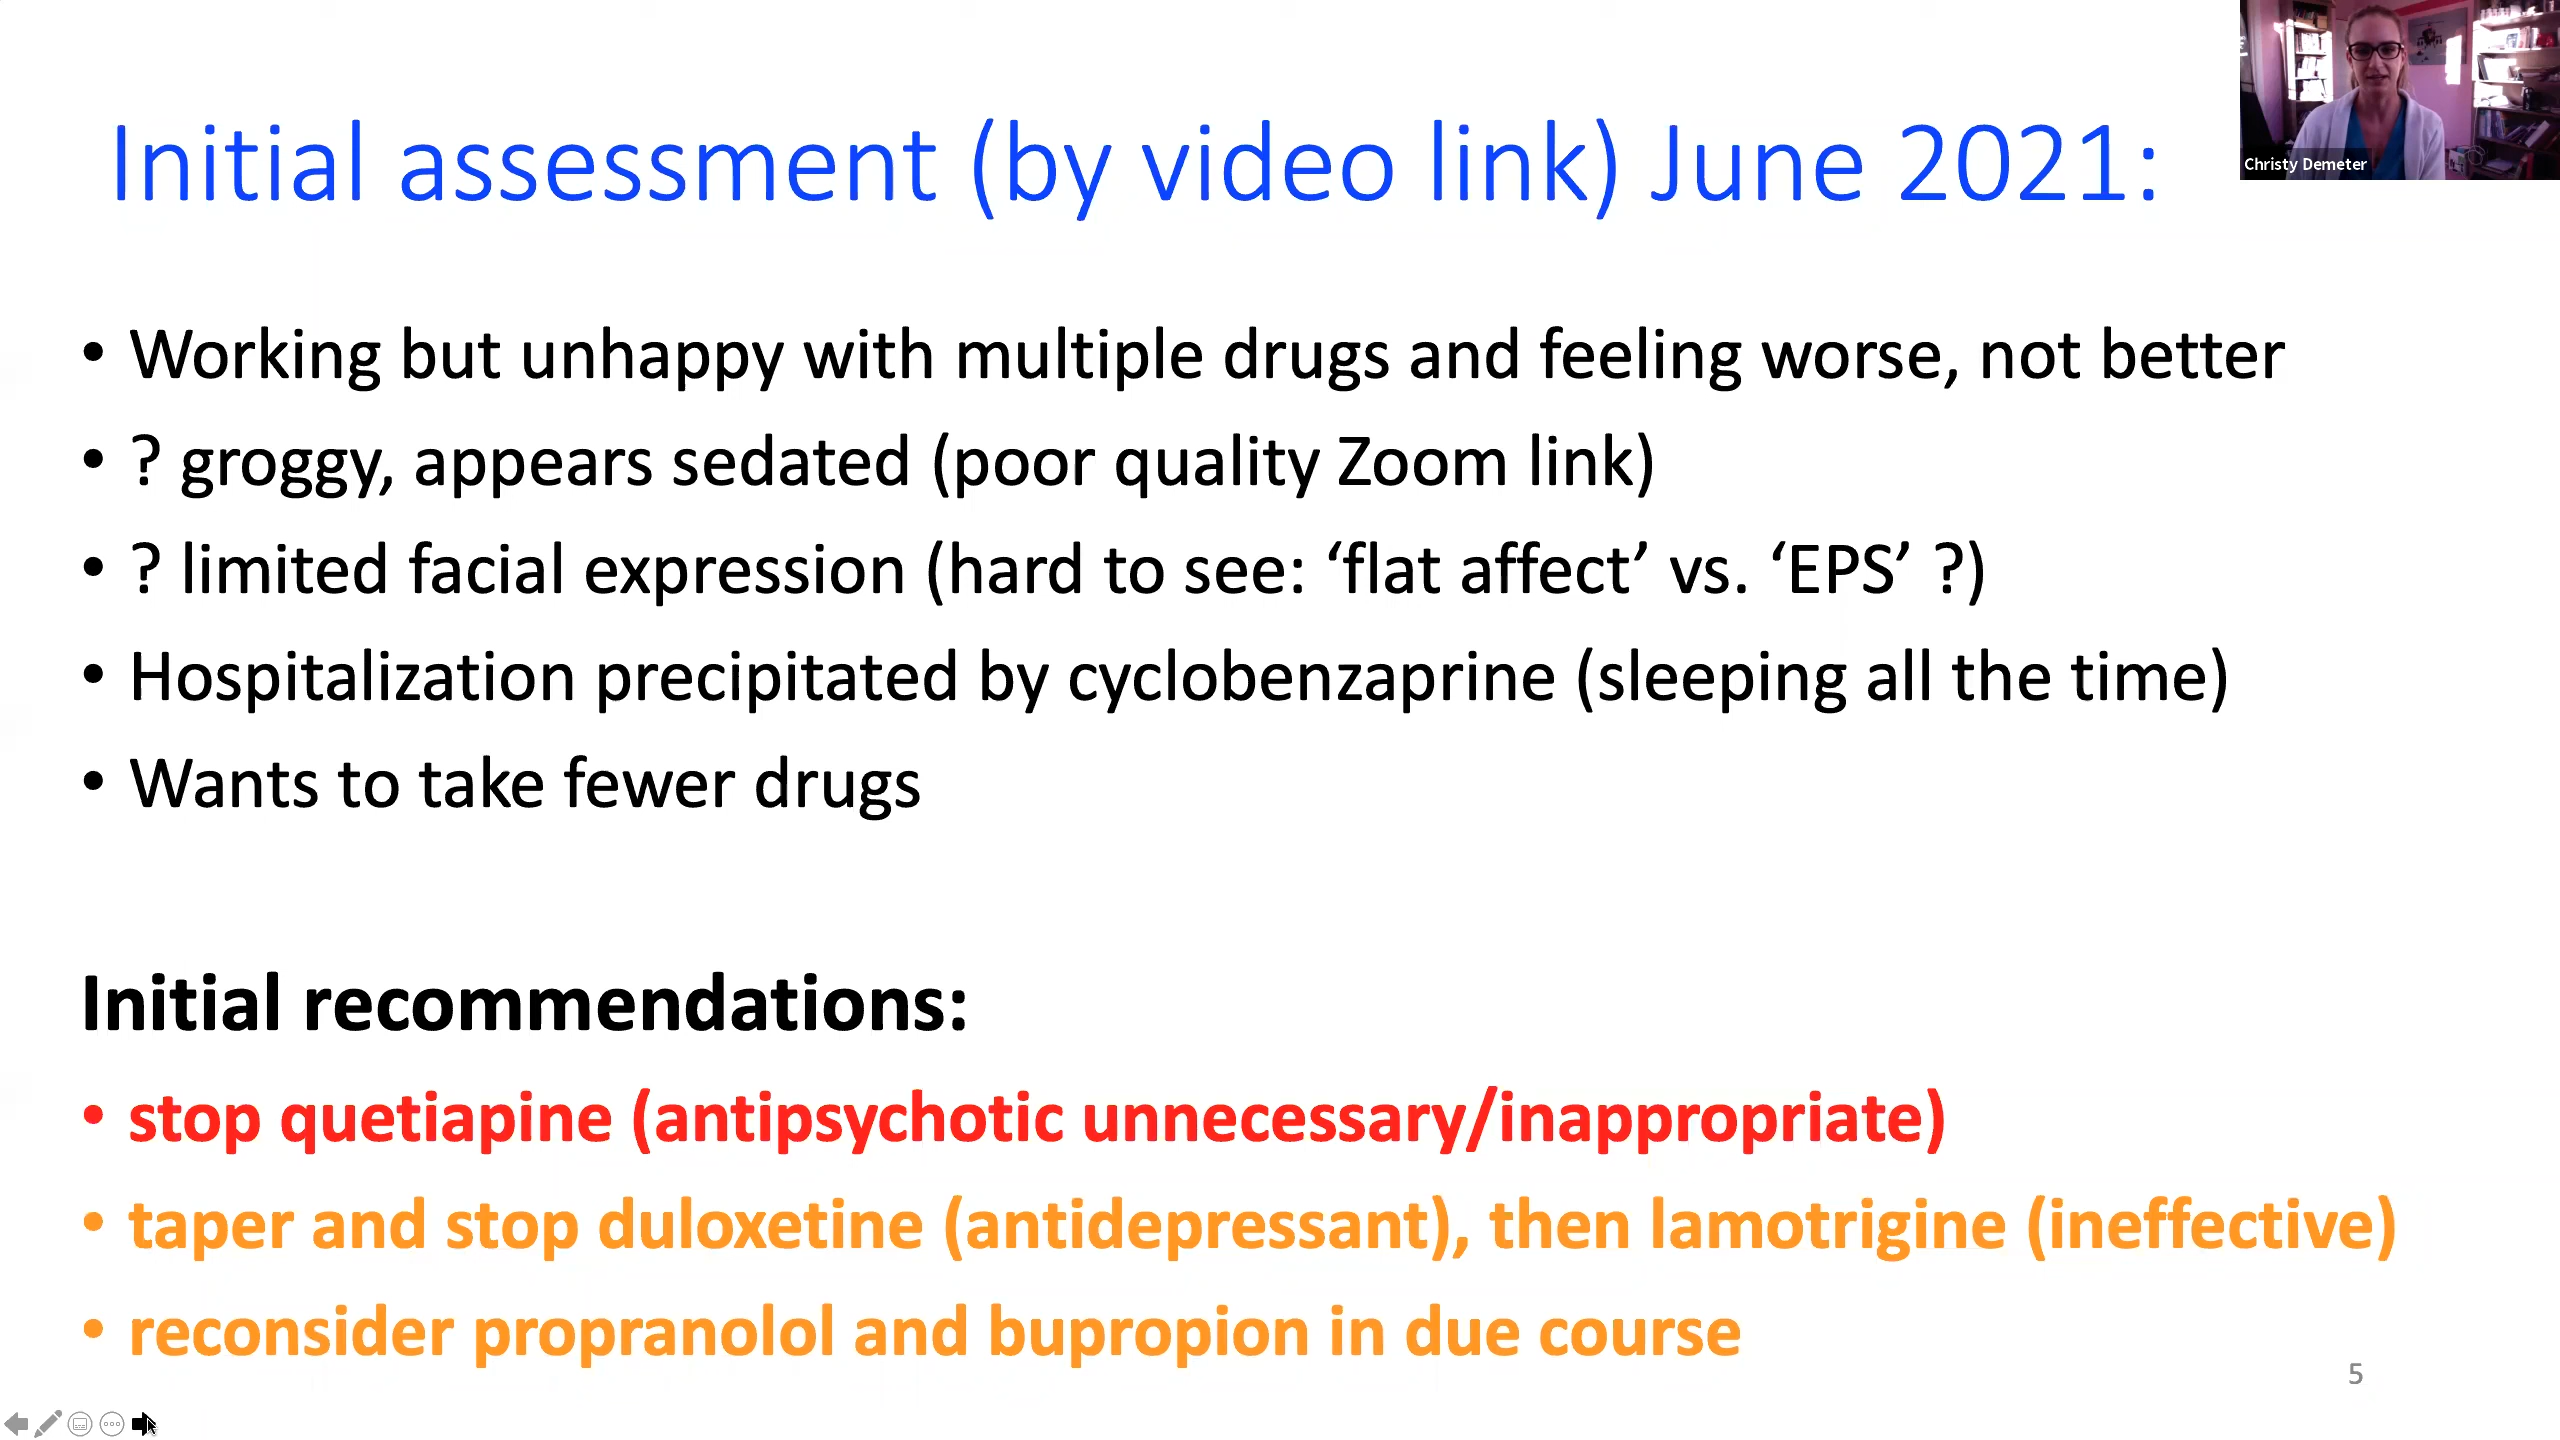 Christy Demeter
Initial assessment (by video link) June 2021:
• Working but unhappy with multiple drugs and feeling worse, not better
• ? groggy, appears sedated (poor quality Zoom link)
• ? limited facial expression (hard to see: ‘flat affect’ vs. ‘EPS’ ?)
• Hospitalization precipitated by cyclobenzaprine (sleeping all the time)
• Wants to take fewer drugs
Initial recommendations:
• stop quetiapine (antipsychotic unnecessary/inappropriate)
• taper and stop duloxetine (antidepressant), then lamotrigine (ineffective)
• reconsider propranolol and bupropion in due course
5